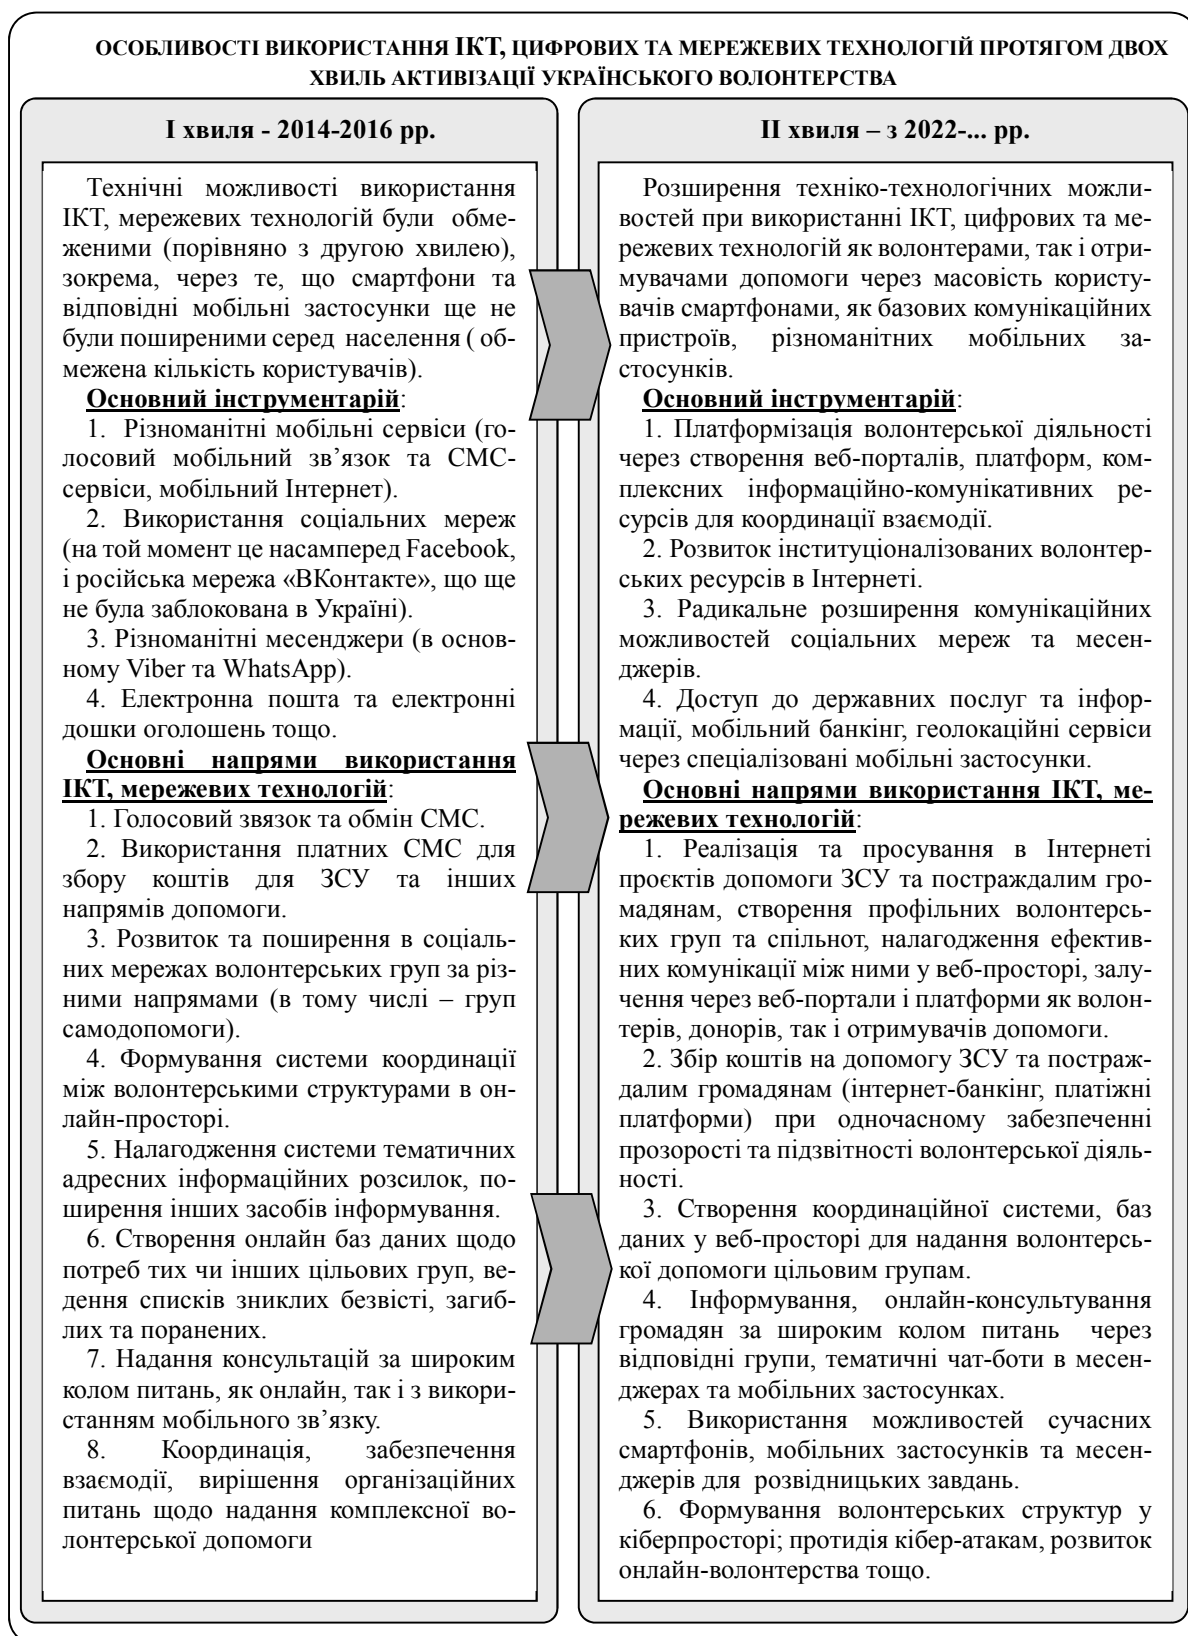 ОСОБЛИВОСТІ ВИКОРИСТАННЯ ІКТ, ЦИФРОВИХ ТА МЕРЕЖЕВИХ ТЕХНОЛОГІЙ ПРОТЯГОМ ДВОХ
ХВИЛЬ АКТИВІЗАЦІЇ УКРАЇНСЬКОГО ВОЛОНТЕРСТВА
І хвиля - 2014-2016 рр.
Технічні можливості використання
ІКТ, мережевих технологій були обме-
женими (порівняно з другою хвилею),
зокрема, через те, що смартфони та
відповідні мобільні застосунки ще не
були поширеними серед населення ( об-
межена кількість користувачів).
Основний інструментарій:
1. Різноманітні мобільні сервіси (го-
лосовий мобільний зв’язок та СМС-
сервіси, мобільний Інтернет).
2. Використання соціальних мереж
(на той момент це насамперед Facebook,
і російська мережа «ВКонтакте», що ще
не була заблокована в Україні).
3. Різноманітні месенджери (в основ-
ному Viber та WhatsApp).
4. Електронна пошта та електронні
дошки оголошень тощо.
Основні напрями використання
ІКТ, мережевих технологій:
1. Голосовий звязок та обмін СМС.
2. Використання платних СМС для
збору коштів для ЗСУ та інших
напрямів допомоги.
3. Розвиток та поширення в соціаль-
них мережах волонтерських груп за різ-
ними напрямами (в тому числі – груп
самодопомоги).
4. Формування системи координації
між волонтерськими структурами в он-
лайн-просторі.
5. Налагодження системи тематичних
адресних інформаційних розсилок, по-
ширення інших засобів інформування.
6. Створення онлайн баз даних щодо
потреб тих чи інших цільових груп, ве-
дення списків зниклих безвісті, загиб-
лих та поранених.
7. Надання консультацій за широким
колом питань, як онлайн, так і з викори-
станням мобільного зв’язку.
8. Координація, забезпечення
взаємодії, вирішення організаційних
питань щодо надання комплексної во-
лонтерської допомоги
ІІ хвиля – з 2022-... рр.
Розширення техніко-технологічних можли-
востей при використанні ІКТ, цифрових та ме-
режевих технологій як волонтерами, так і отри-
мувачами допомоги через масовість користу-
вачів смартфонами, як базових комунікаційних
пристроїв, різноманітних мобільних за-
стосунків.
Основний інструментарій:
1. Платформізація волонтерської діяльності
через створення веб-порталів, платформ, ком-
плексних інформаційно-комунікативних ре-
сурсів для координації взаємодії.
2. Розвиток інституціоналізованих волонтер-
ських ресурсів в Інтернеті.
3. Радикальне розширення комунікаційних
можливостей соціальних мереж та месен-
джерів.
4. Доступ до державних послуг та інфор-
мації, мобільний банкінг, геолокаційні сервіси
через спеціалізовані мобільні застосунки.
Основні напрями використання ІКТ, ме-
режевих технологій:
1. Реалізація та просування в Інтернеті
проєктів допомоги ЗСУ та постраждалим гро-
мадянам, створення профільних волонтерсь-
ких груп та спільнот, налагодження ефектив-
них комунікації між ними у веб-просторі, залу-
чення через веб-портали і платформи як волон-
терів, донорів, так і отримувачів допомоги.
2. Збір коштів на допомогу ЗСУ та постраж-
далим громадянам (інтернет-банкінг, платіжні
платформи) при одночасному забезпеченні
прозорості та підзвітності волонтерської діяль-
ності.
3. Створення координаційної системи, баз
даних у веб-просторі для надання волонтерсь-
кої допомоги цільовим групам.
4. Інформування, онлайн-консультування
громадян за широким колом питань через
відповідні групи, тематичні чат-боти в месен-
джерах та мобільних застосунках.
5. Використання можливостей сучасних
смартфонів, мобільних застосунків та месен-
джерів для розвідницьких завдань.
6. Формування волонтерських структур у
кіберпросторі; протидія кібер-атакам, розвиток
онлайн-волонтерства тощо.